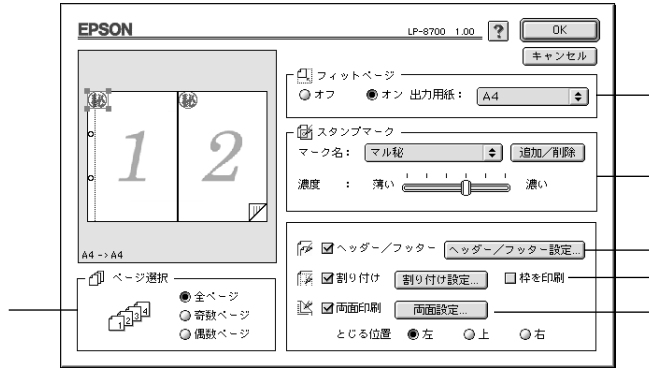 EPSON
LP-8700 1.00 ? OK
キャンセル
フィットページ
オフ オン 出力用紙： A4
スタンプマーク
マーク名： マル秘 追加／削除
濃度 ： 薄い 濃い
㊙ ㊙
1 2
A4 -> A4
ヘッダー／フッター ヘッダー／フッター設定...
割り付け 割り付け設定... 枠を印刷
両面印刷 両面設定...
とじる位置 左 上 右
ページ選択
1 2 3 4
全ページ
奇数ページ
偶数ページ